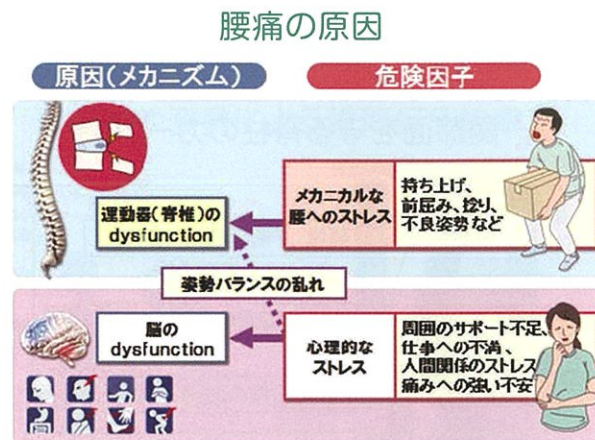 腰痛の原因
原因(メカニズム)
危険因子
運動器(脊椎)の
dysfunction
メカニカルな
腰へのストレス
持ち上げ、
前屈み、捻り、
不良姿勢など
姿勢バランスの乱れ
脳の
dysfunction
心理的な
ストレス
周囲のサポート不足、
仕事への不満、
人間関係のストレス
痛みへの強い不安